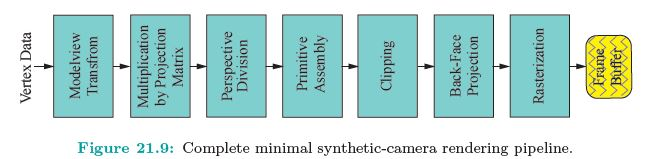 Vertex Data
Modelview
Transfrom
Multiplication
by Projection
Matrix
Perspective
Division
Primitive
Assembly
Clipping
Back-Face
Projection
Rasterization
Frame
Buffer
Figure 21.9: Complete minimal synthetic-camera rendering pipeline.